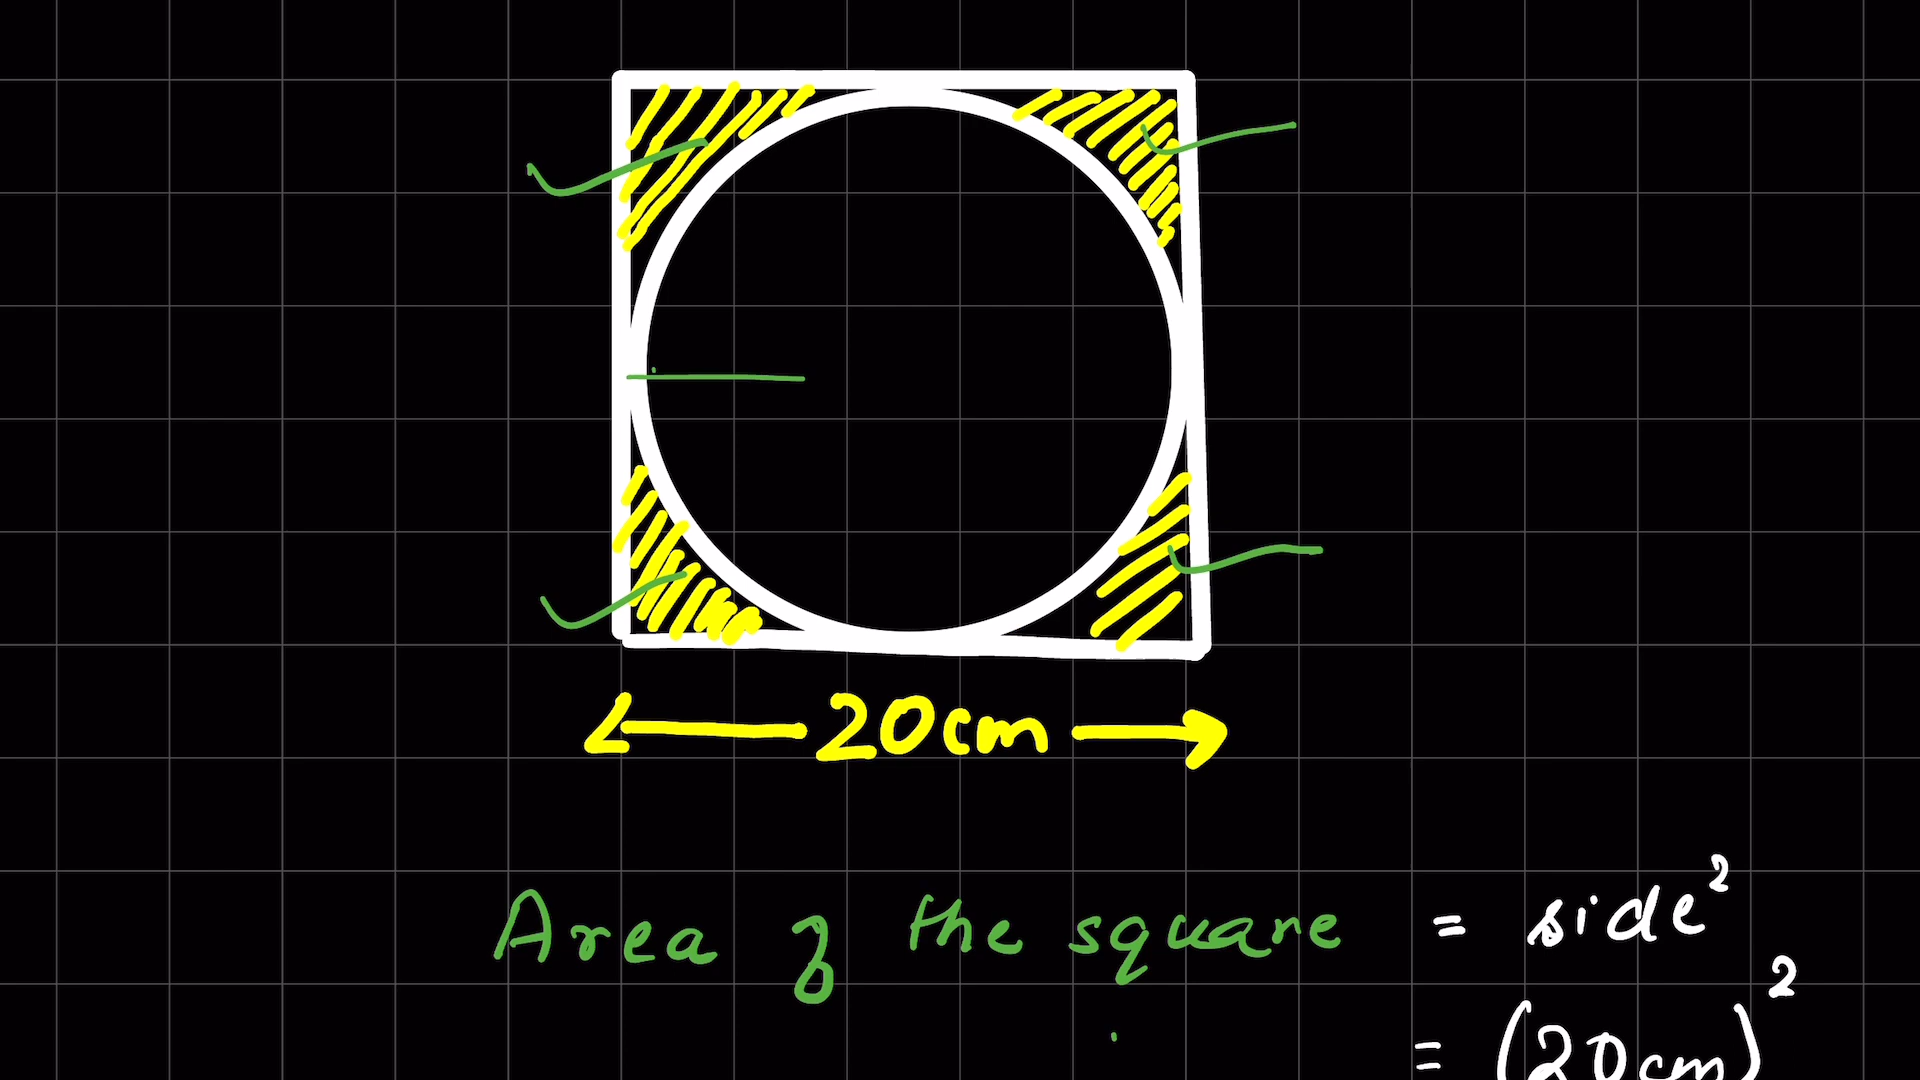 20cm
Area of the square = side²
= (20cm)²